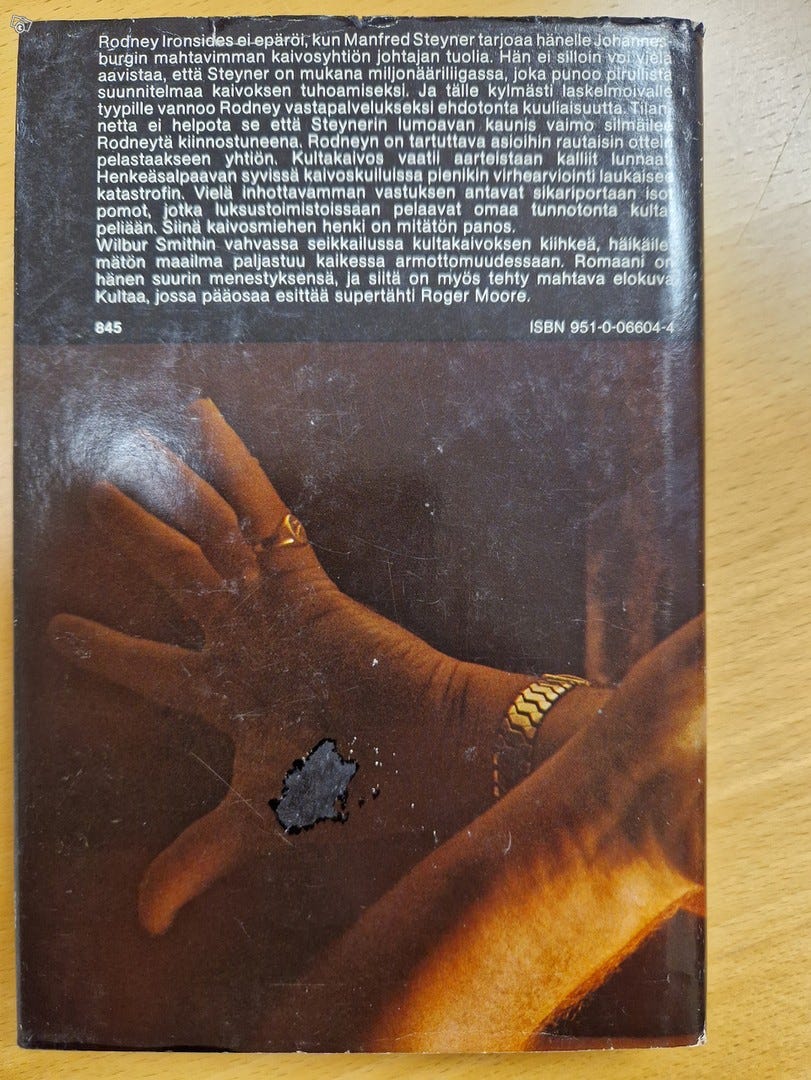 Rodney Ironsides ei epäröi, kun Manfred Steyner tarjoaa hänelle Johannes-
burgin mahtavimman kaivosyhtiön johtajan tuolia. Hän ei silloin voi vielä
aavistaa, että Steyner on mukana miljonääriliigassa, joka punoo pirullista
suunnitelmaa kaivoksen tuhoamiseksi. Ja tälle kylmästi laskelmoivalle
tyypille vannoo Rodney vastapalvelukseksi ehdotonta kuuliaisuutta. Tilan-
netta ei helpota se että Steynerin lumoavan kaunis vaimo silmäilee
Rodneytä kiinnostuneena. Rodneyn on tartuttava asioihin rautaisin ottein
pelastaakseen yhtiön. Kultakaivos vaatii aarteistaan kalliit lunnaat.
Henkeäsalpaavan syvissä kaivoskuiluissa pienikin virhearviointi laukaisee
katastrofin. Vielä inhottavamman vastuksen antavat sikariportaan isot
pomot, jotka luksustoimistoissaan pelaavat omaa tunnotonta kulta-
peliään. Siinä kaivosmiehen henki on mitätön panos.
Wilbur Smithin vahvassa seikkailussa kultakaivoksen kiihkeä, häikäile-
mätön maailma paljastuu kaikessa armottomuudessaan. Romaani on
hänen suurin menestyksensä, ja siitä on myös tehty mahtava elokuva
Kultaa, jossa pääosaa esittää supertähti Roger Moore.
845
ISBN 951-0-06604-4